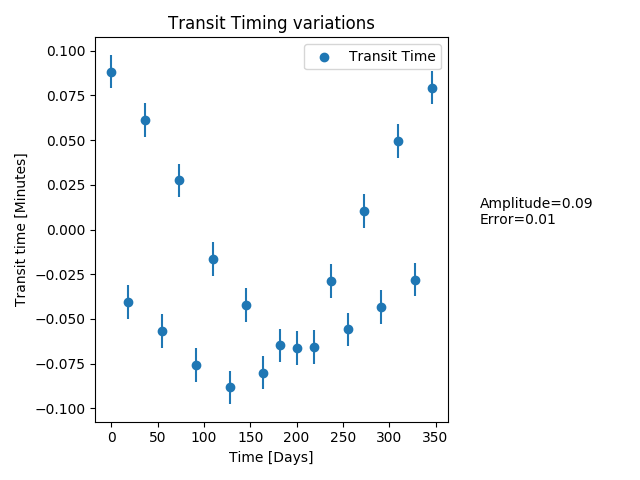 Transit Timing variations
Transit Time
0.100
0.075
0.050
0.025
0.000
−0.025
−0.050
−0.075
−0.100
Transit time [Minutes]
0 50 100 150 200 250 300 350
Time [Days]
Amplitude=0.09
Error=0.01